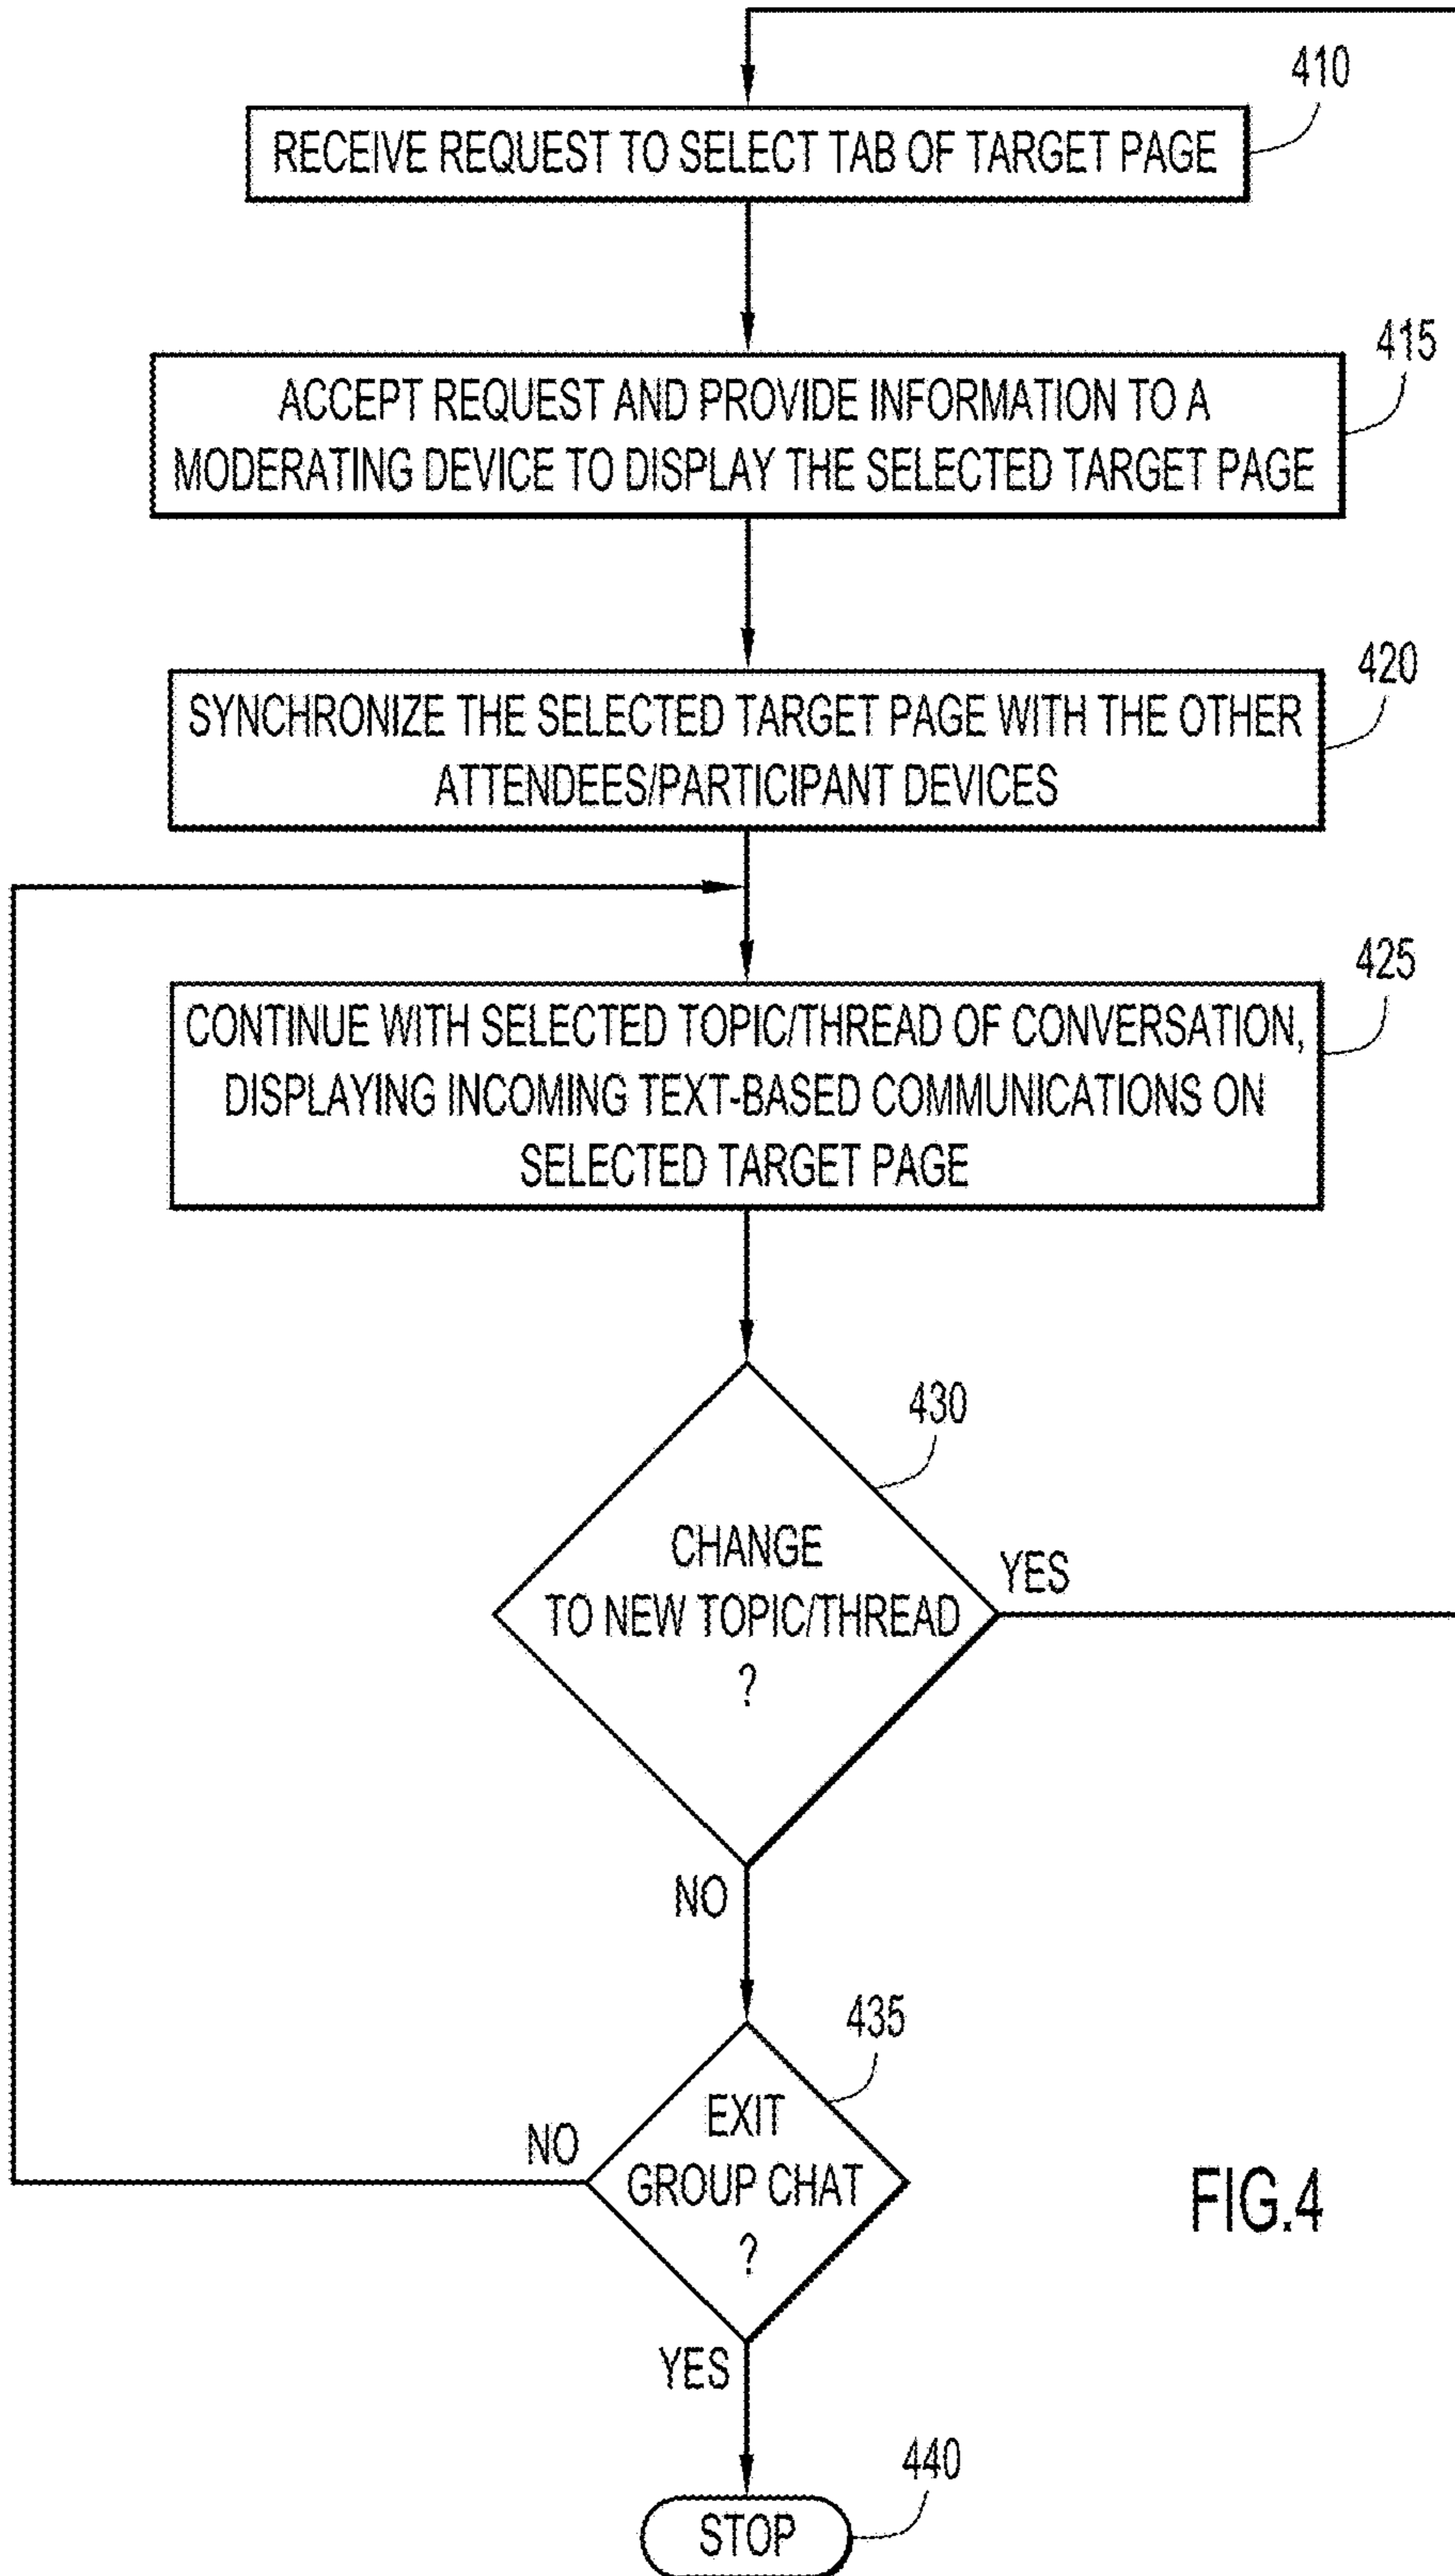 410
RECEIVE REQUEST TO SELECT TAB OF TARGET PAGE
415
ACCEPT REQUEST AND PROVIDE INFORMATION TO A
MODERATING DEVICE TO DISPLAY THE SELECTED TARGET PAGE
420
SYNCHRONIZE THE SELECTED TARGET PAGE WITH THE OTHER
ATTENDEES/PARTICIPANT DEVICES
425
CONTINUE WITH SELECTED TOPIC/THREAD OF CONVERSATION,
DISPLAYING INCOMING TEXT-BASED COMMUNICATIONS ON
SELECTED TARGET PAGE
430
CHANGE
TO NEW TOPIC/THREAD
?
YES
NO
435
EXIT
GROUP CHAT
?
NO
YES
FIG.4
440
STOP